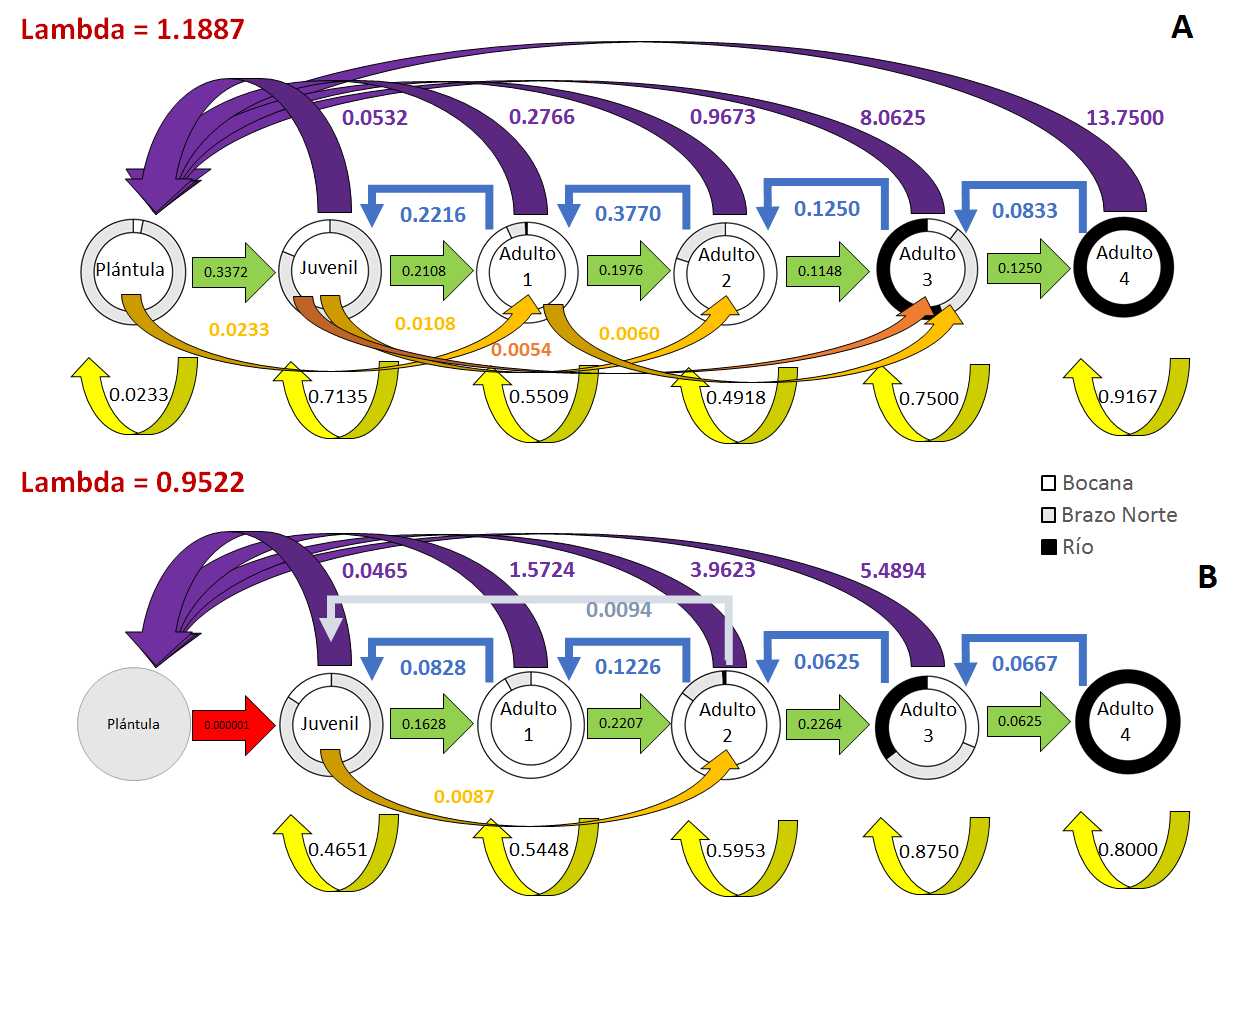 Lambda = 1.1887
A
0.0532
0.2766
0.9673
8.0625
13.7500
0.2216
0.3770
0.1250
0.0833
Plántula
0.3372
Juvenil
0.2108
Adulto
1
0.1976
Adulto
2
0.1148
Adulto
3
0.1250
Adulto
4
0.0233
0.0108
0.0054
0.0060
0.0233
0.7135
0.5509
0.4918
0.7500
0.9167
Lambda = 0.9522
Bocana
Brazo Norte
Río
B
0.0465
1.5724
3.9623
5.4894
0.0094
0.0828
0.1226
0.0625
0.0667
Plántula
0.000001
Juvenil
0.1628
Adulto
1
0.2207
Adulto
2
0.2264
Adulto
3
0.0625
Adulto
4
0.0087
0.4651
0.5448
0.5953
0.8750
0.8000